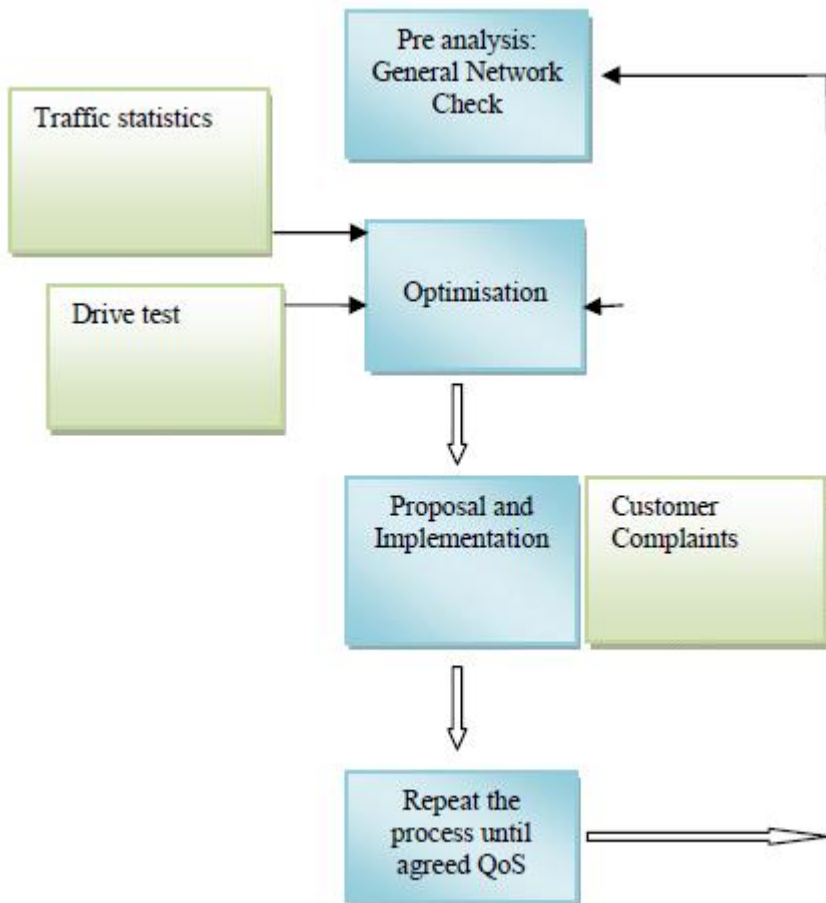 Pre analysis:
General Network
Check
Traffic statistics
Optimisation
Drive test
Proposal and
Implementation
Customer
Complaints
Repeat the
process until
agreed QoS